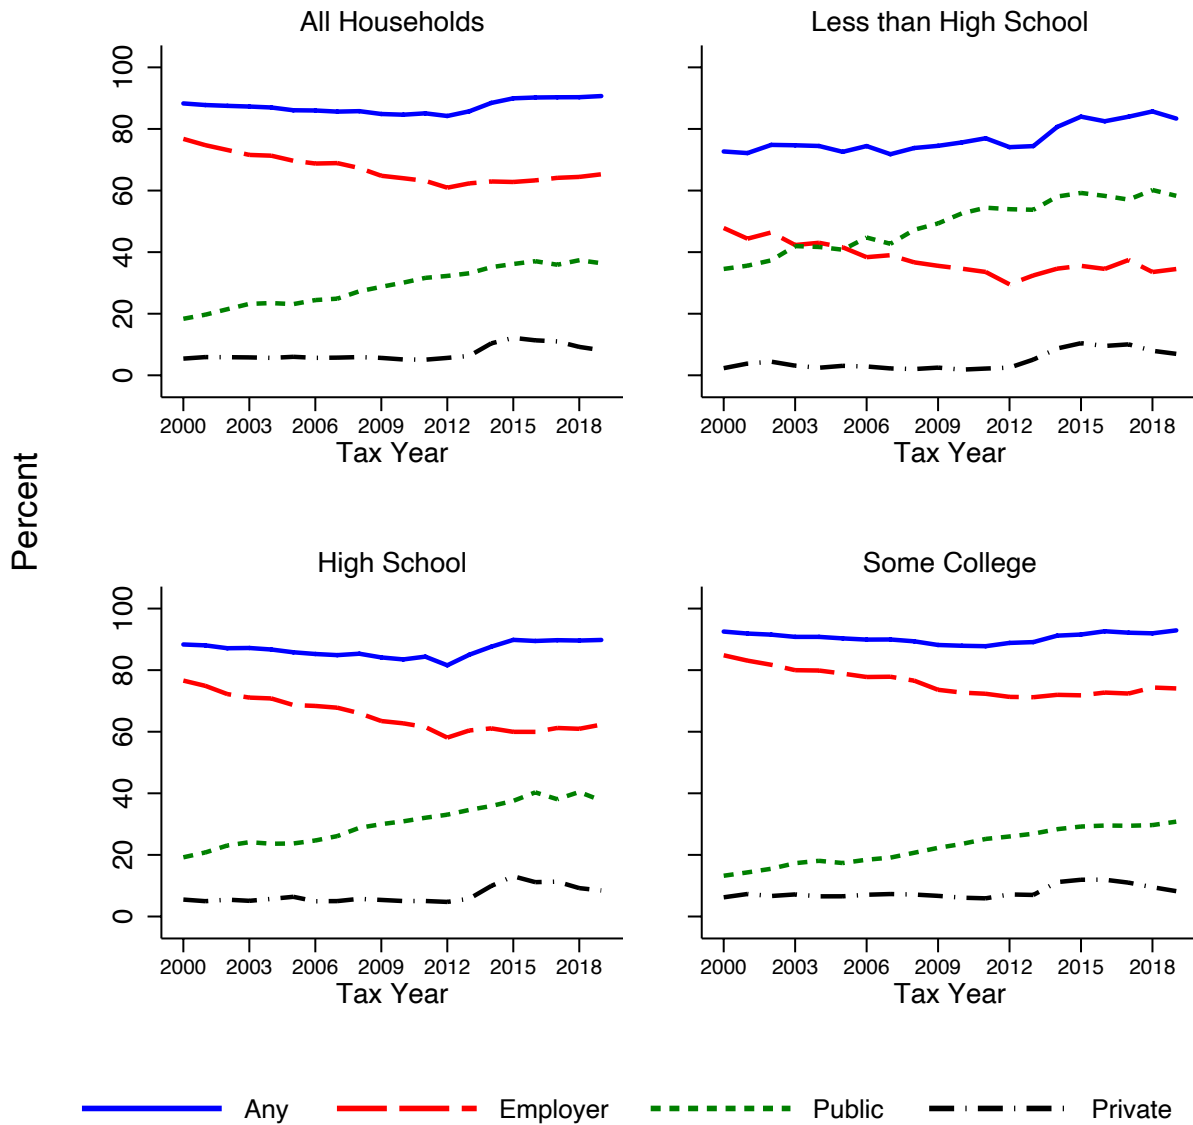 All Households
Less than High School
100
80
60
40
20
0
2000 2003 2006 2009 2012 2015 2018
2000 2003 2006 2009 2012 2015 2018
Tax Year
Tax Year
Percent
High School
Some College
100
80
60
40
20
0
2000 2003 2006 2009 2012 2015 2018
2000 2003 2006 2009 2012 2015 2018
Tax Year
Tax Year
Any Employer Public Private